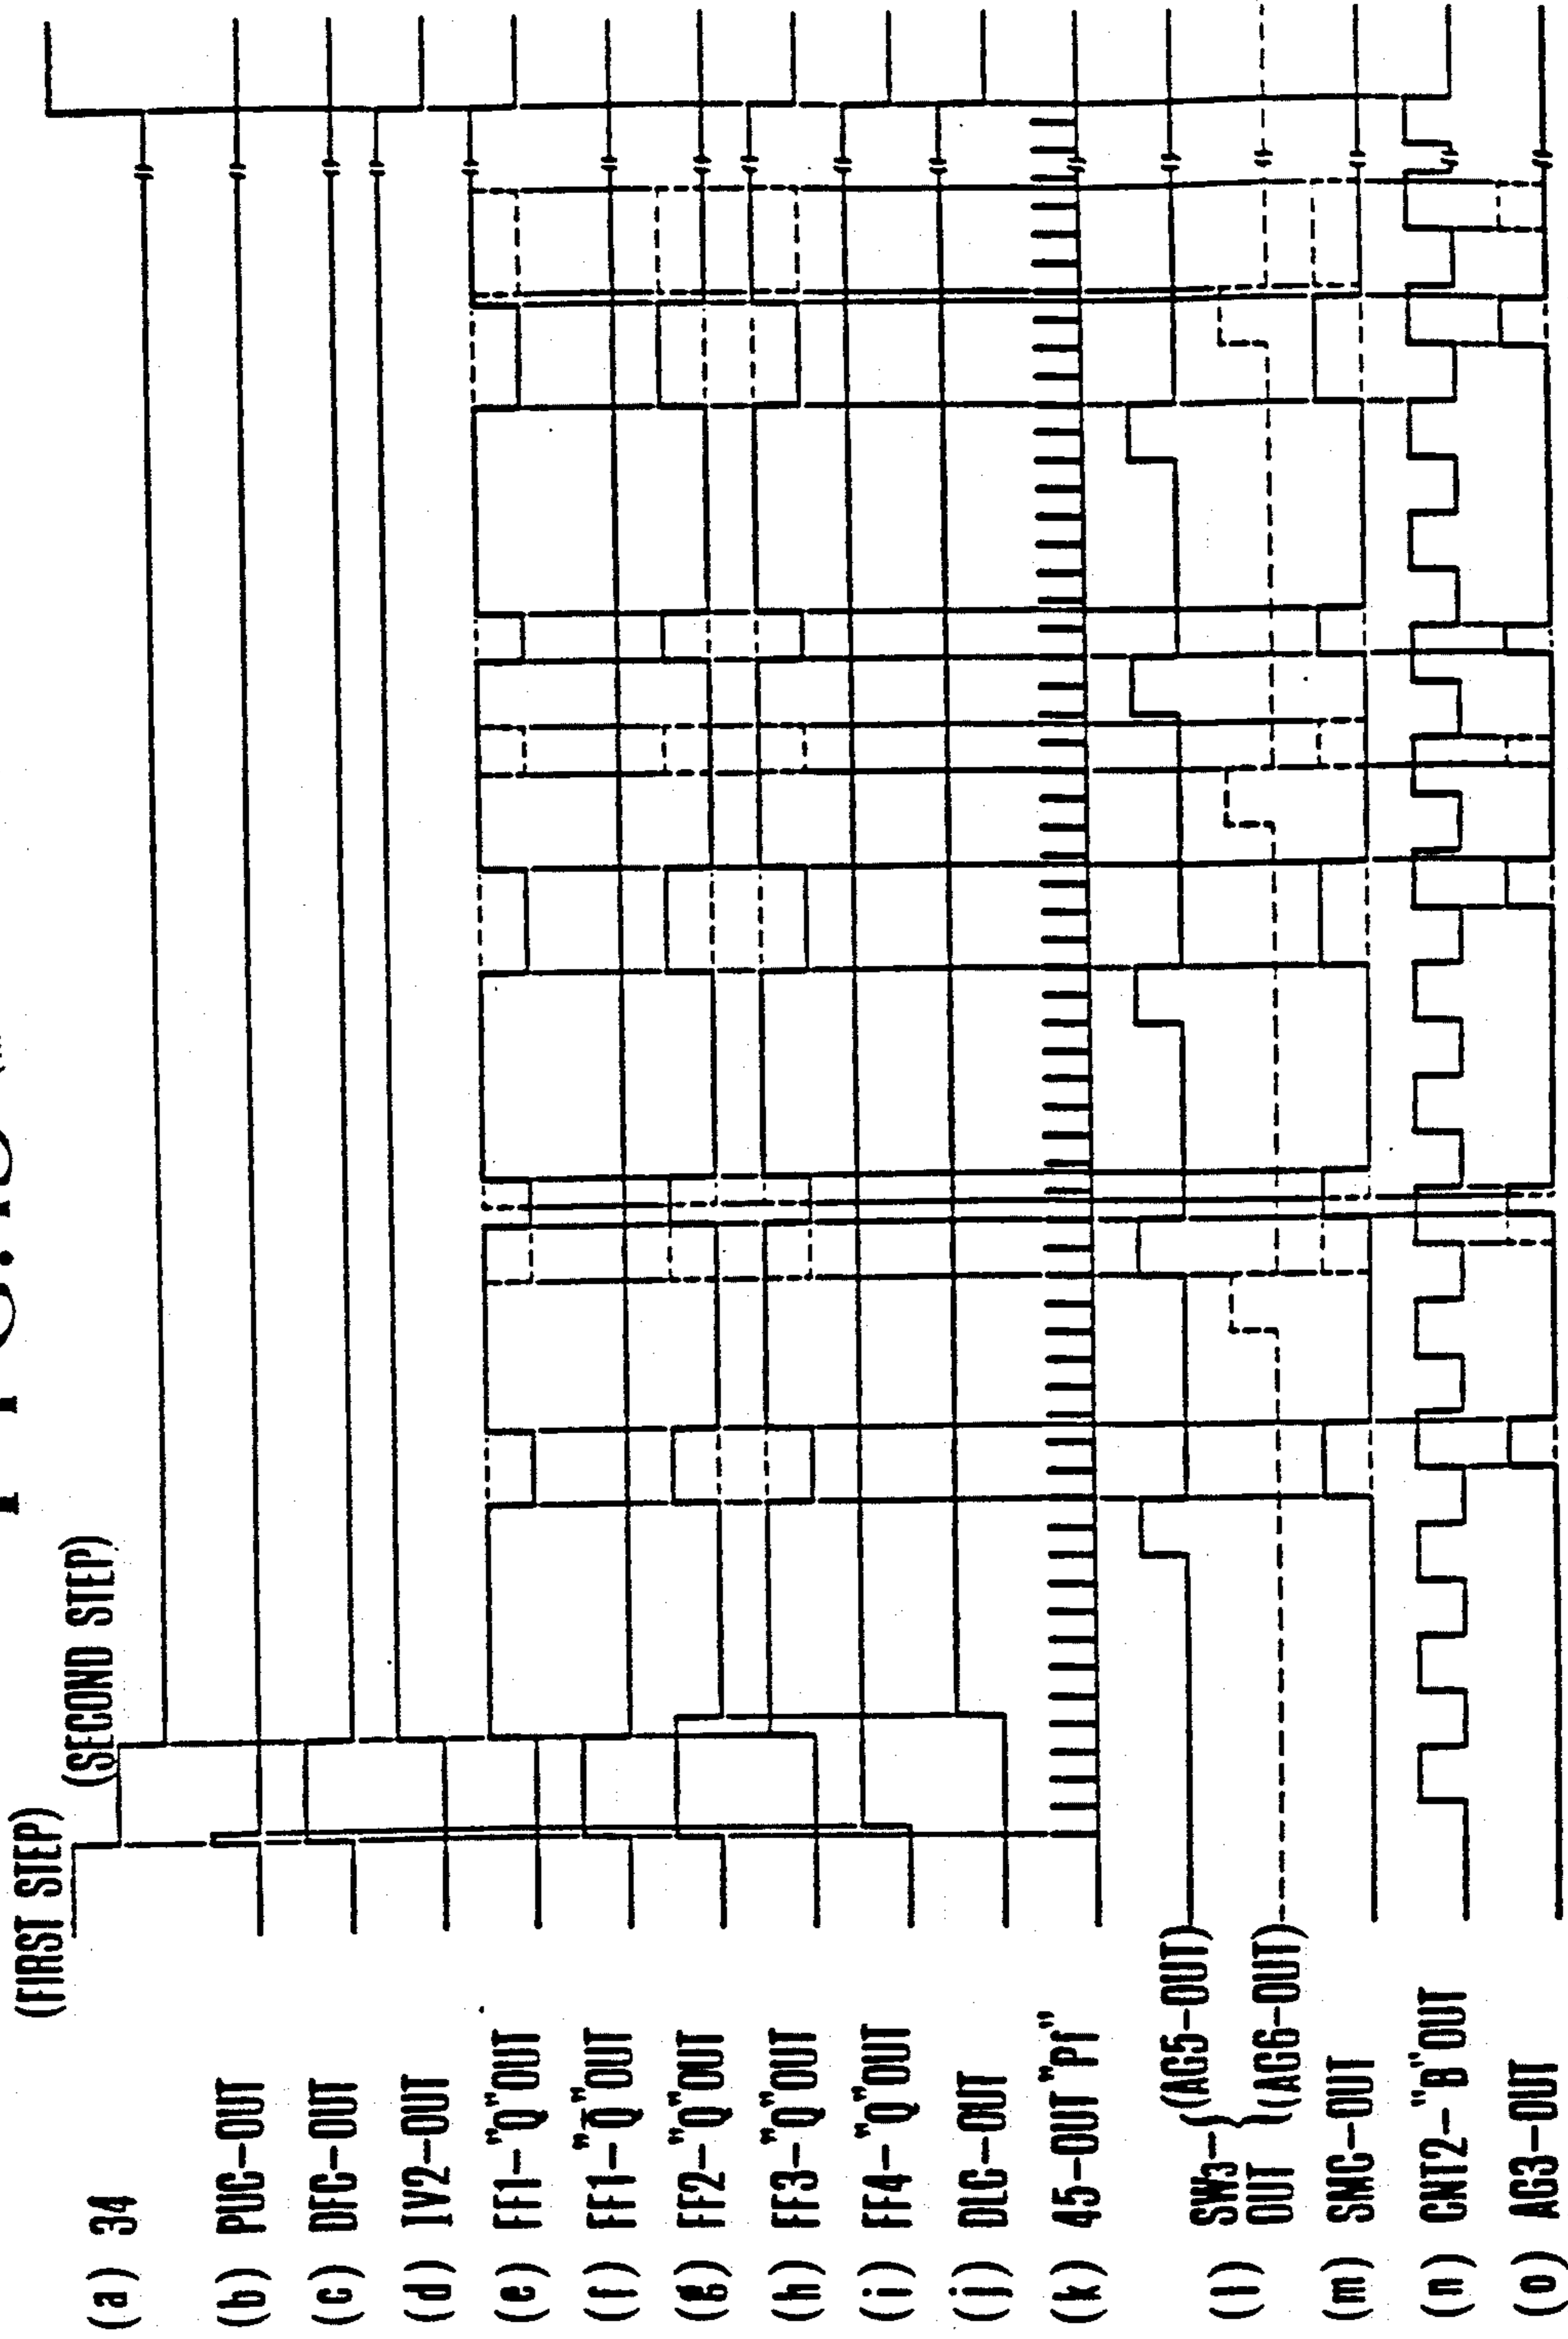 (FIRST STEP)
(SECOND STEP)
(a) 34
(b) PUC-OUT
(c) DFC-OUT
(d) IV2-OUT
(e) FF1-"Q"OUT
(f) FF1-"Q̄"OUT
(g) FF2-"Q"OUT
(h) FF3-"Q"OUT
(i) FF4-"Q"OUT
(j) DLC-OUT
(k) 45-OUT "Pf"
(l) SW3-OUT { (AG5-OUT)
(AG6-OUT)
(m) SMC-OUT
(n) CNT2-"B"OUT
(o) AG3-OUT